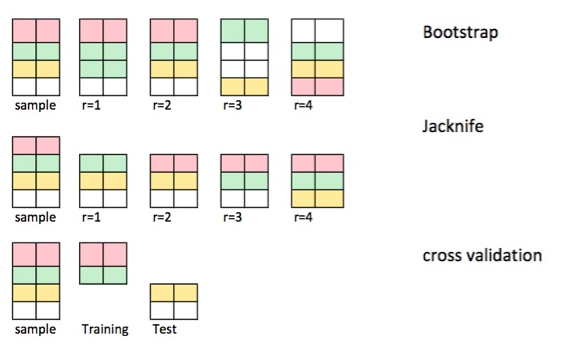 Bootstrap
sample r=1 r=2 r=3 r=4
Jacknife
sample r=1 r=2 r=3 r=4
cross validation
sample Training Test